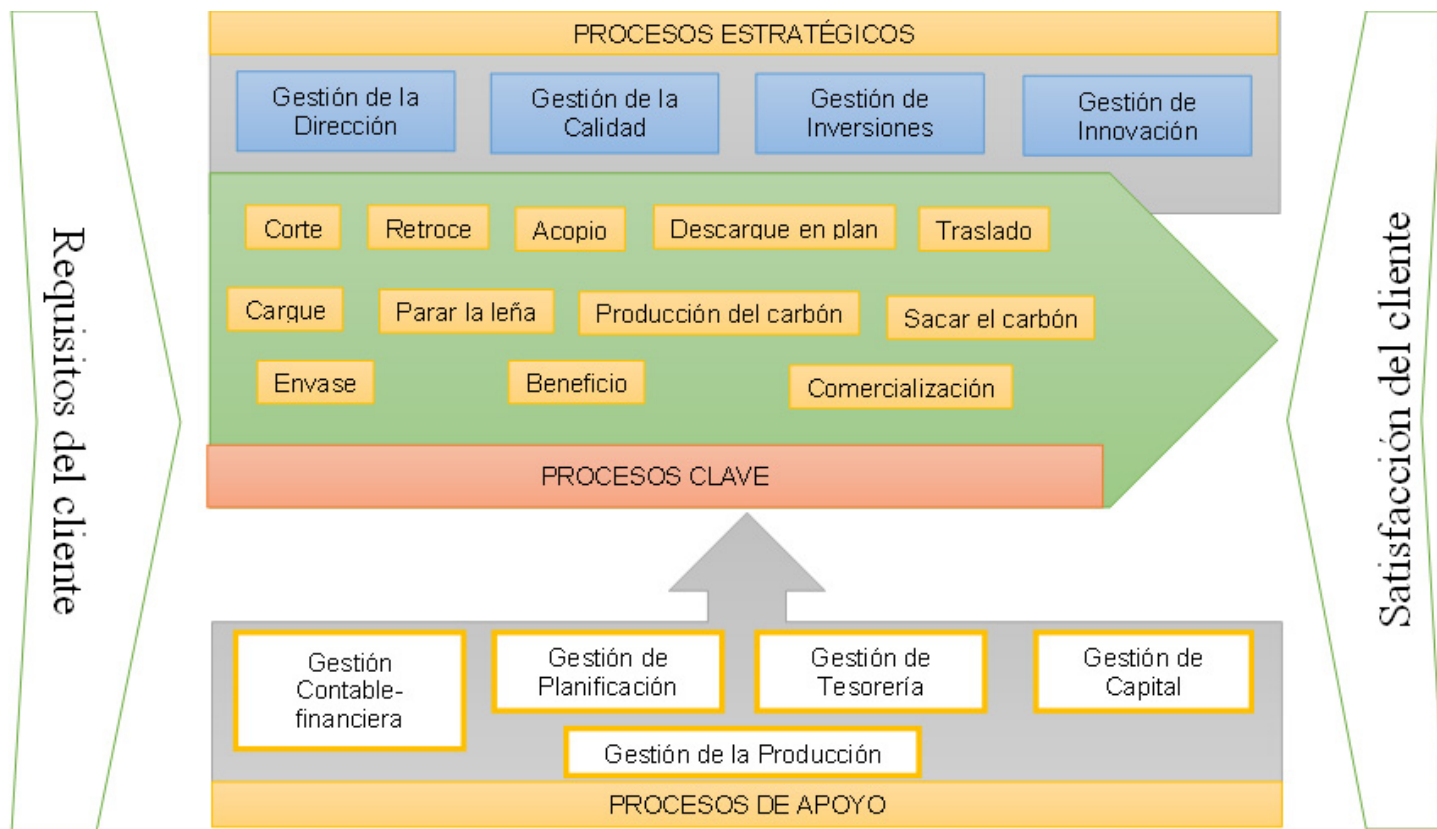 PROCESOS ESTRATÉGICOS
Gestión de la
Dirección
Gestión de la
Calidad
Gestión de
Inversiones
Gestión de
Innovación
Requisitos del cliente
Corte
Retroce
Acopio
Descarque en plan
Traslado
Cargue
Parar la leña
Producción del carbón
Sacar el carbón
Envase
Beneficio
Comercialización
PROCESOS CLAVE
Satisfacción del cliente
Gestión
Contable-
financiera
Gestión de
Planificación
Gestión de
Tesorería
Gestión de
Capital
Gestión de la Producción
PROCESOS DE APOYO